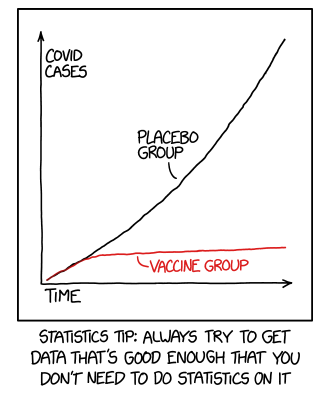 COVID
CASES
PLACEBO
GROUP
VACCINE GROUP
TIME
STATISTICS TIP: ALWAYS TRY TO GET
DATA THAT'S GOOD ENOUGH THAT YOU
DON'T NEED TO DO STATISTICS ON IT